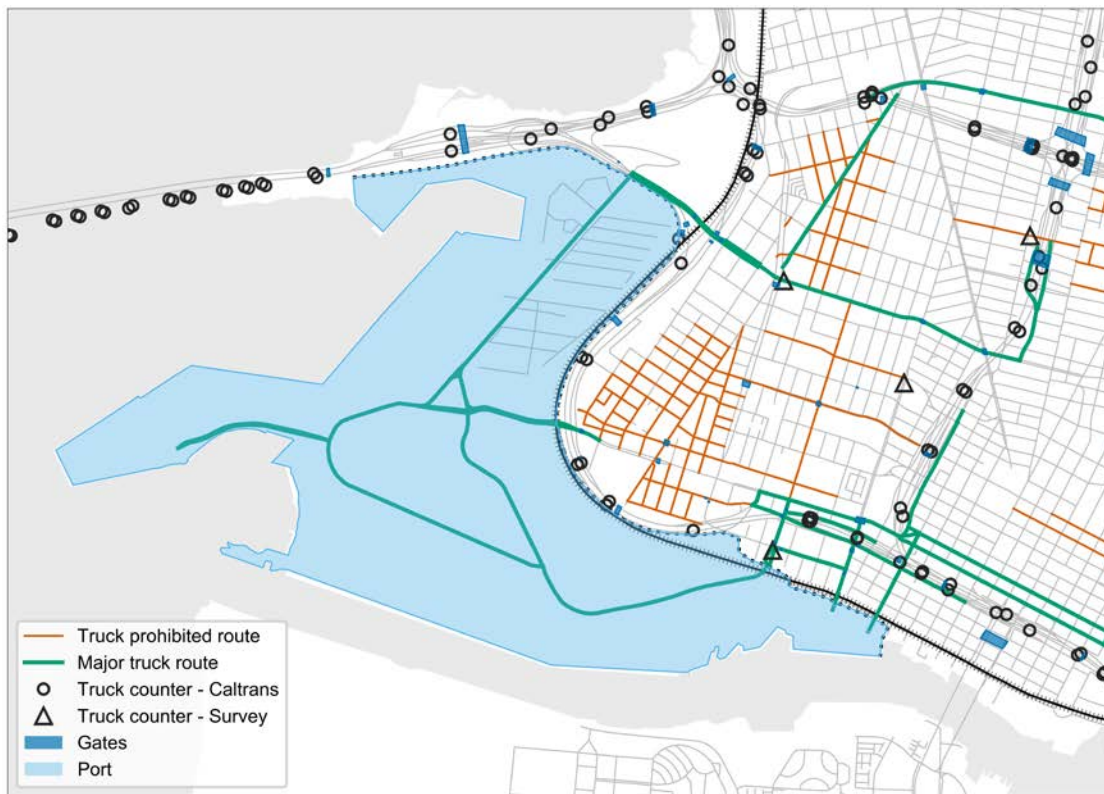 Truck prohibited route
Major truck route
Truck counter - Caltrans
Truck counter - Survey
Gates
Port